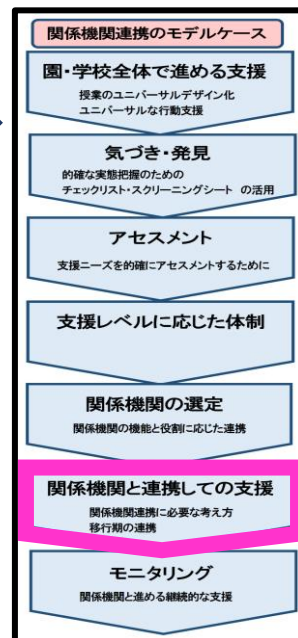 関係機関連携のモデルケース
園・学校全体で進める支援
授業のユニバーサルデザイン化
ユニバーサルな行動支援
気づき・発見
的確な実態把握のための
チェックリスト・スクリーニングシート の活用
アセスメント
支援ニーズを的確にアセスメントするために
支援レベルに応じた体制
関係機関の選定
関係機関の機能と役割に応じた連携
関係機関と連携しての支援
関係機関連携に必要な考え方
移行期の連携
モニタリング
関係機関と進める継続的な支援